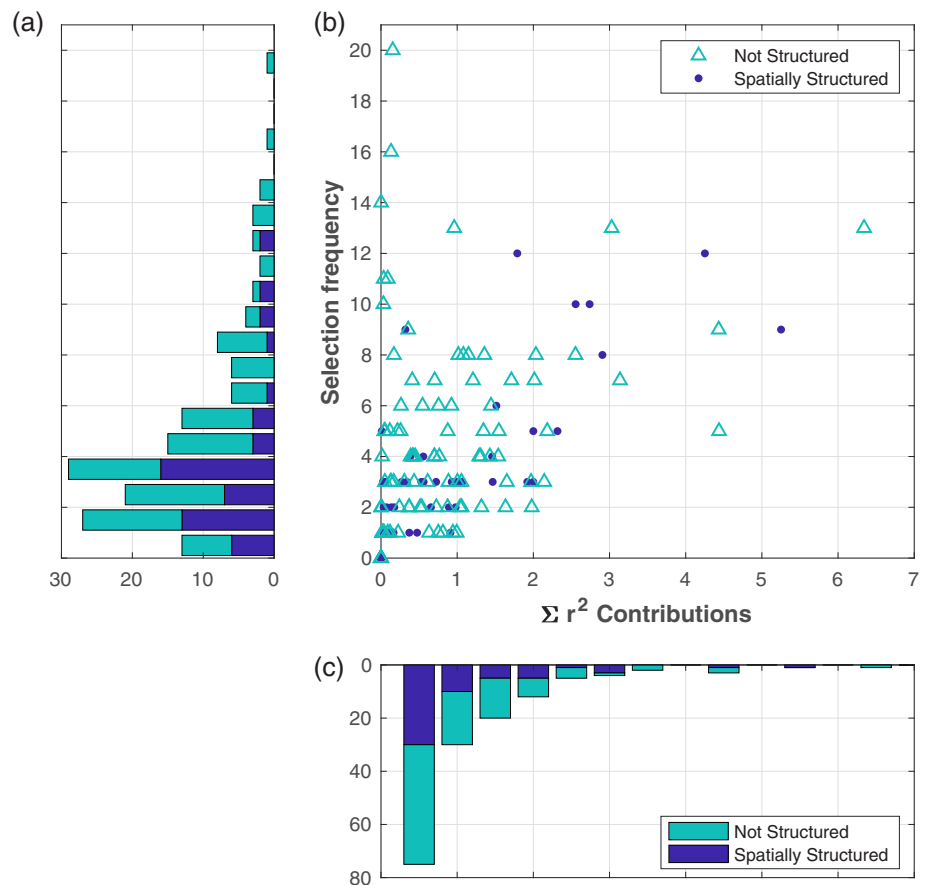 (a)
(b)
20
18
16
14
12
10
8
6
4
2
0
Selection frequency
Not Structured
Spatially Structured
30 20 10 0
0 1 2 3 4 5 6 7
Σ r² Contributions
(c)
0
20
40
60
80
Not Structured
Spatially Structured